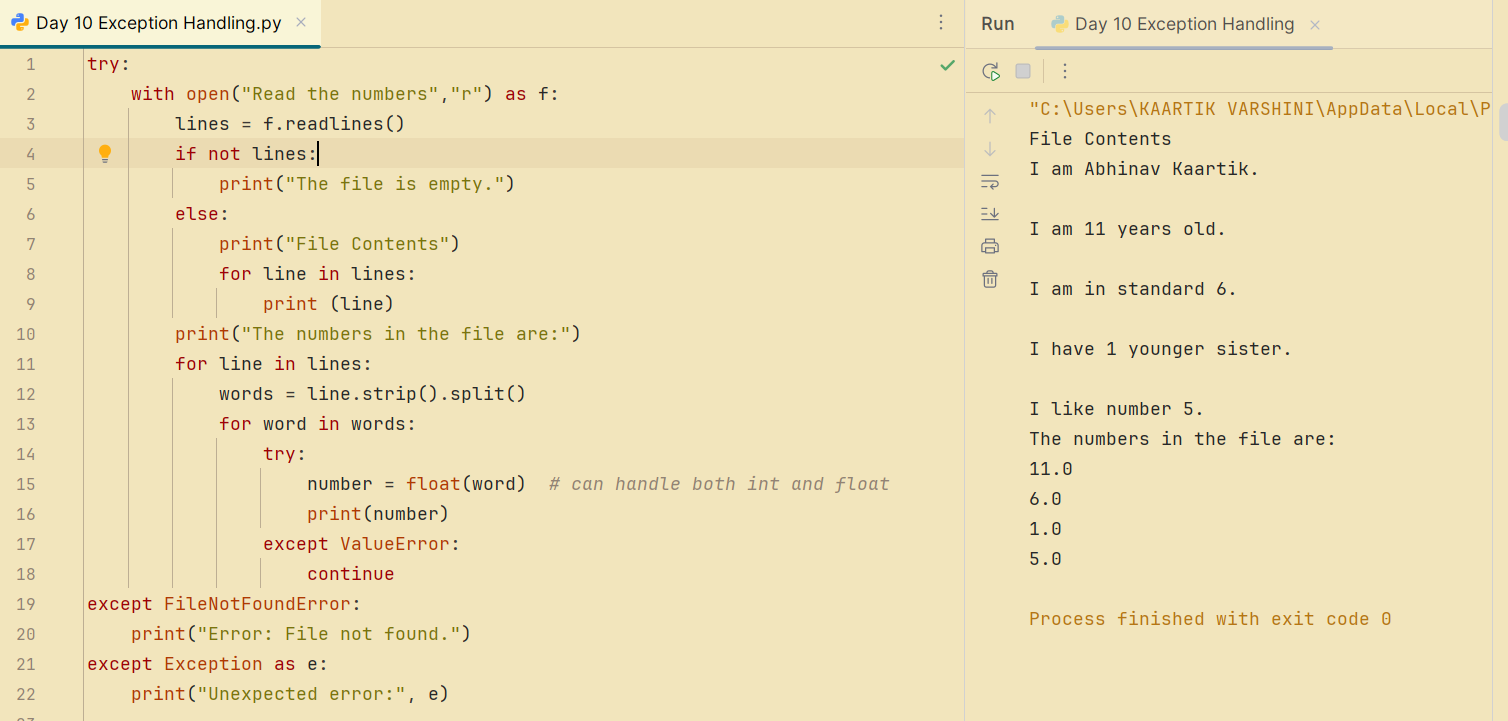 Day 10 Exception Handling.py
1 try:
2     with open("Read the numbers","r") as f:
3         lines = f.readlines()
4         if not lines:
5             print("The file is empty.")
6         else:
7             print("File Contents")
8             for line in lines:
9                 print (line)
10         print("The numbers in the file are:")
11         for line in lines:
12             words = line.strip().split()
13             for word in words:
14                 try:
15                     number = float(word)  # can handle both int and float
16                     print(number)
17                 except ValueError:
18                     continue
19 except FileNotFoundError:
20     print("Error: File not found.")
21 except Exception as e:
22     print("Unexpected error:", e)
Run Day 10 Exception Handling
"C:\Users\KAARTIK VARSHINI\AppData\Local\P
File Contents
I am Abhinav Kaartik.
I am 11 years old.
I am in standard 6.
I have 1 younger sister.
I like number 5.
The numbers in the file are:
11.0
6.0
1.0
5.0
Process finished with exit code 0